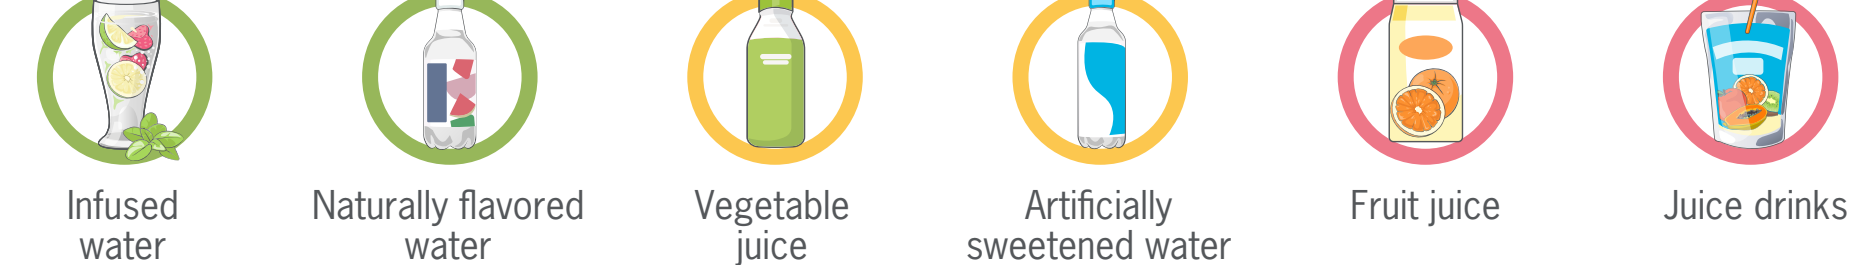 Infused
water
Naturally flavored
water
Vegetable
juice
Artificially
sweetened water
Fruit juice
Juice drinks